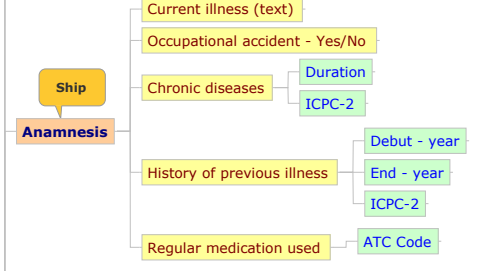 Current illness (text)
Occupational accident - Yes/No
Duration
Chronic diseases
ICPC-2
Ship
Anamnesis
Debut - year
History of previous illness
End - year
ICPC-2
Regular medication used
ATC Code